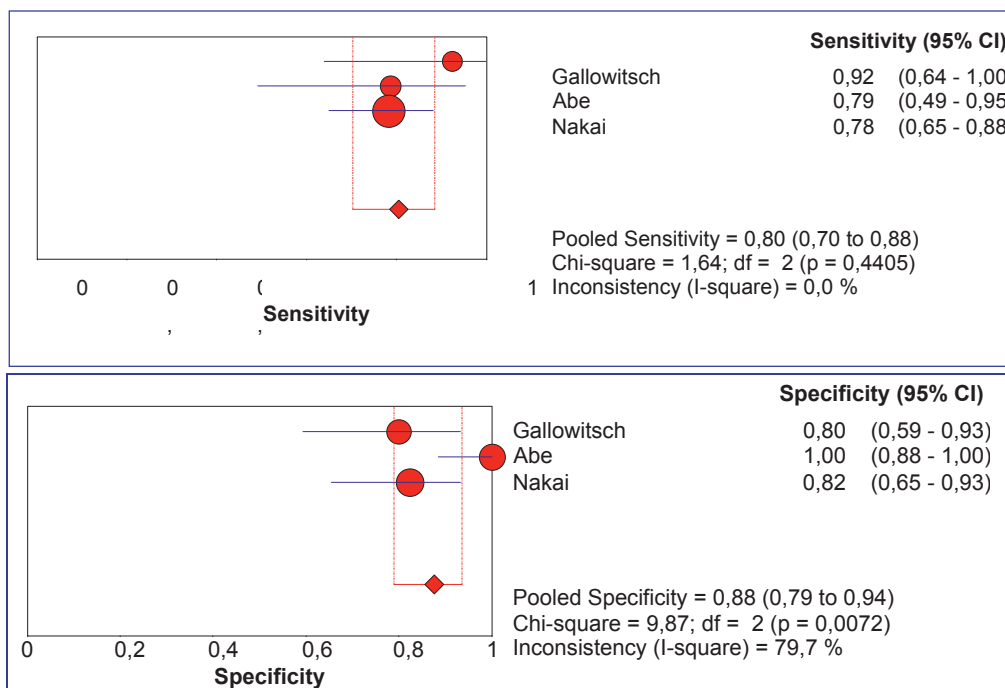 Sensitivity (95% CI)
Gallowitsch 0,92 (0,64 - 1,00
Abe 0,79 (0,49 - 0,95
Nakai 0,78 (0,65 - 0,88
Pooled Sensitivity = 0,80 (0,70 to 0,88)
Chi-square = 1,64; df = 2 (p = 0,4405)
0 0 0 1 Inconsistency (I-square) = 0,0 %
Sensitivity
, ,
Specificity (95% CI)
Gallowitsch 0,80 (0,59 - 0,93)
Abe 1,00 (0,88 - 1,00)
Nakai 0,82 (0,65 - 0,93)
Pooled Specificity = 0,88 (0,79 to 0,94)
Chi-square = 9,87; df = 2 (p = 0,0072)
0 0,2 0,4 0,6 0,8 1 Inconsistency (I-square) = 79,7 %
Specificity